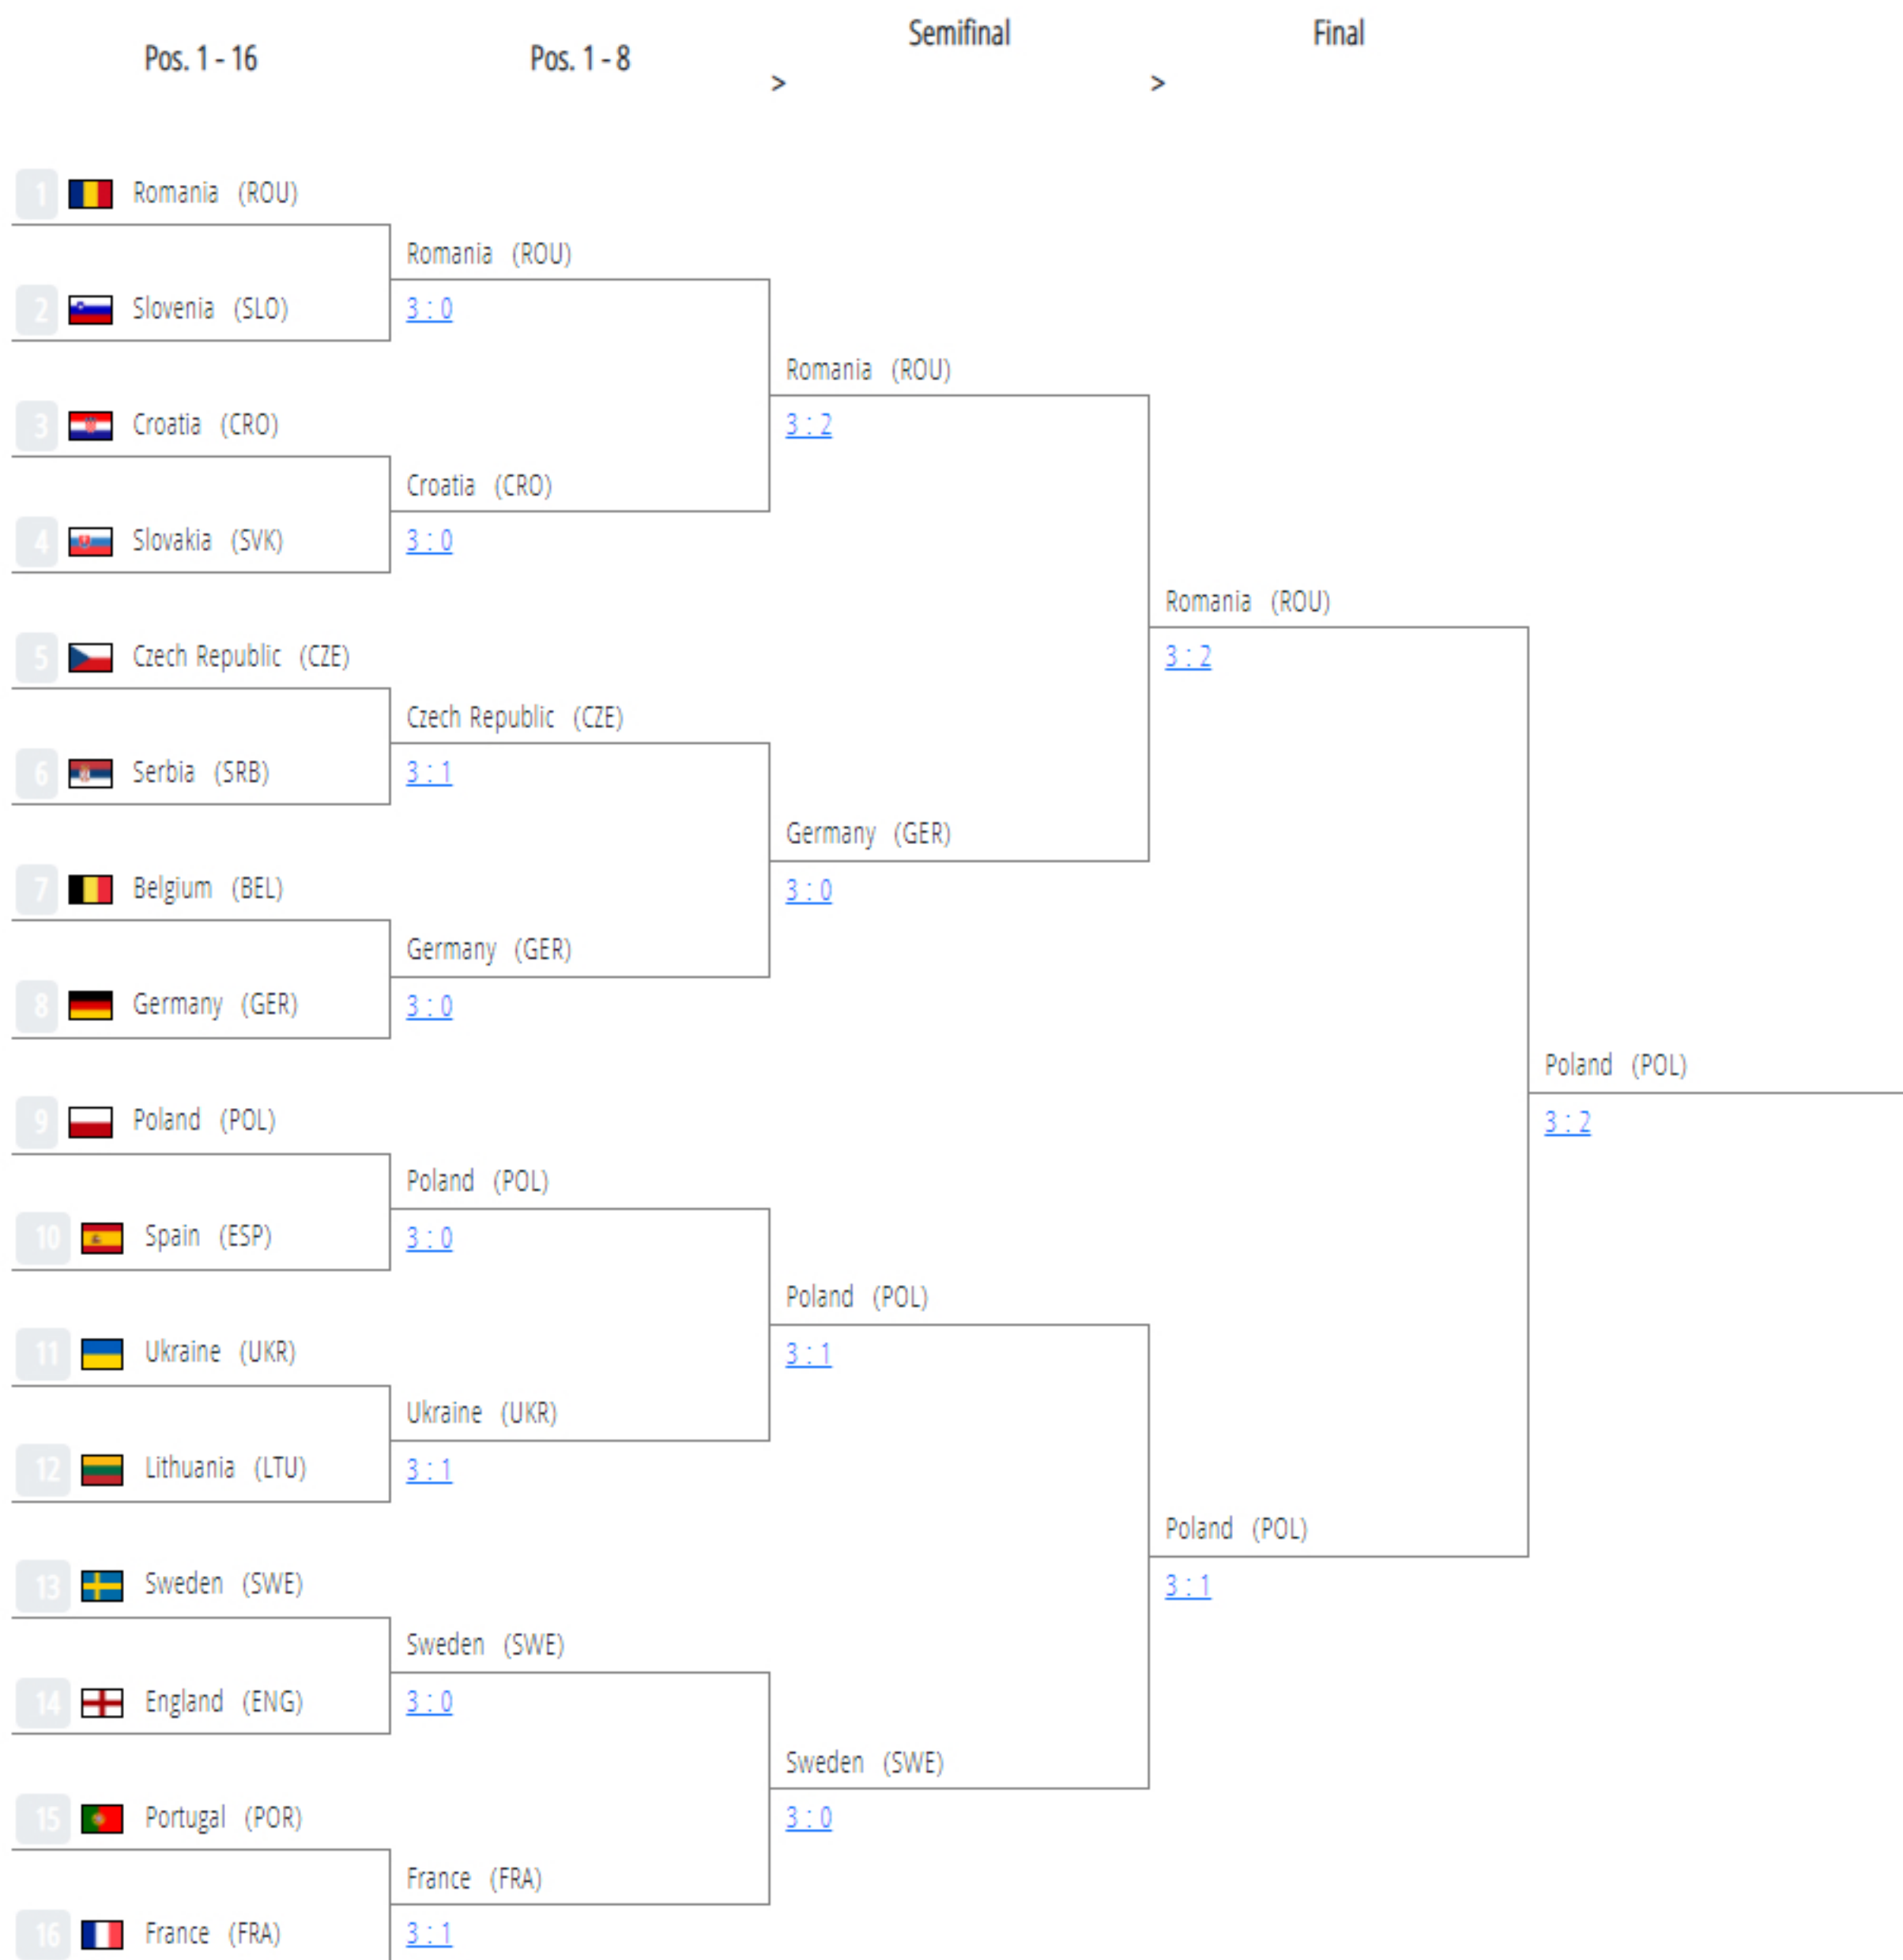 Pos. 1 - 16
Pos. 1 - 8
>
Semifinal
>
Final
1 Romania (ROU)
Romania (ROU)
2 Slovenia (SLO)
3 : 0
Romania (ROU)
3 Croatia (CRO)
3 : 2
Croatia (CRO)
4 Slovakia (SVK)
3 : 0
Romania (ROU)
5 Czech Republic (CZE)
3 : 2
Czech Republic (CZE)
6 Serbia (SRB)
3 : 1
Germany (GER)
7 Belgium (BEL)
3 : 0
Germany (GER)
8 Germany (GER)
3 : 0
Poland (POL)
9 Poland (POL)
3 : 2
Poland (POL)
10 Spain (ESP)
3 : 0
Poland (POL)
11 Ukraine (UKR)
3 : 1
Ukraine (UKR)
12 Lithuania (LTU)
3 : 1
Poland (POL)
13 Sweden (SWE)
3 : 1
Sweden (SWE)
14 England (ENG)
3 : 0
Sweden (SWE)
15 Portugal (POR)
3 : 0
France (FRA)
16 France (FRA)
3 : 1